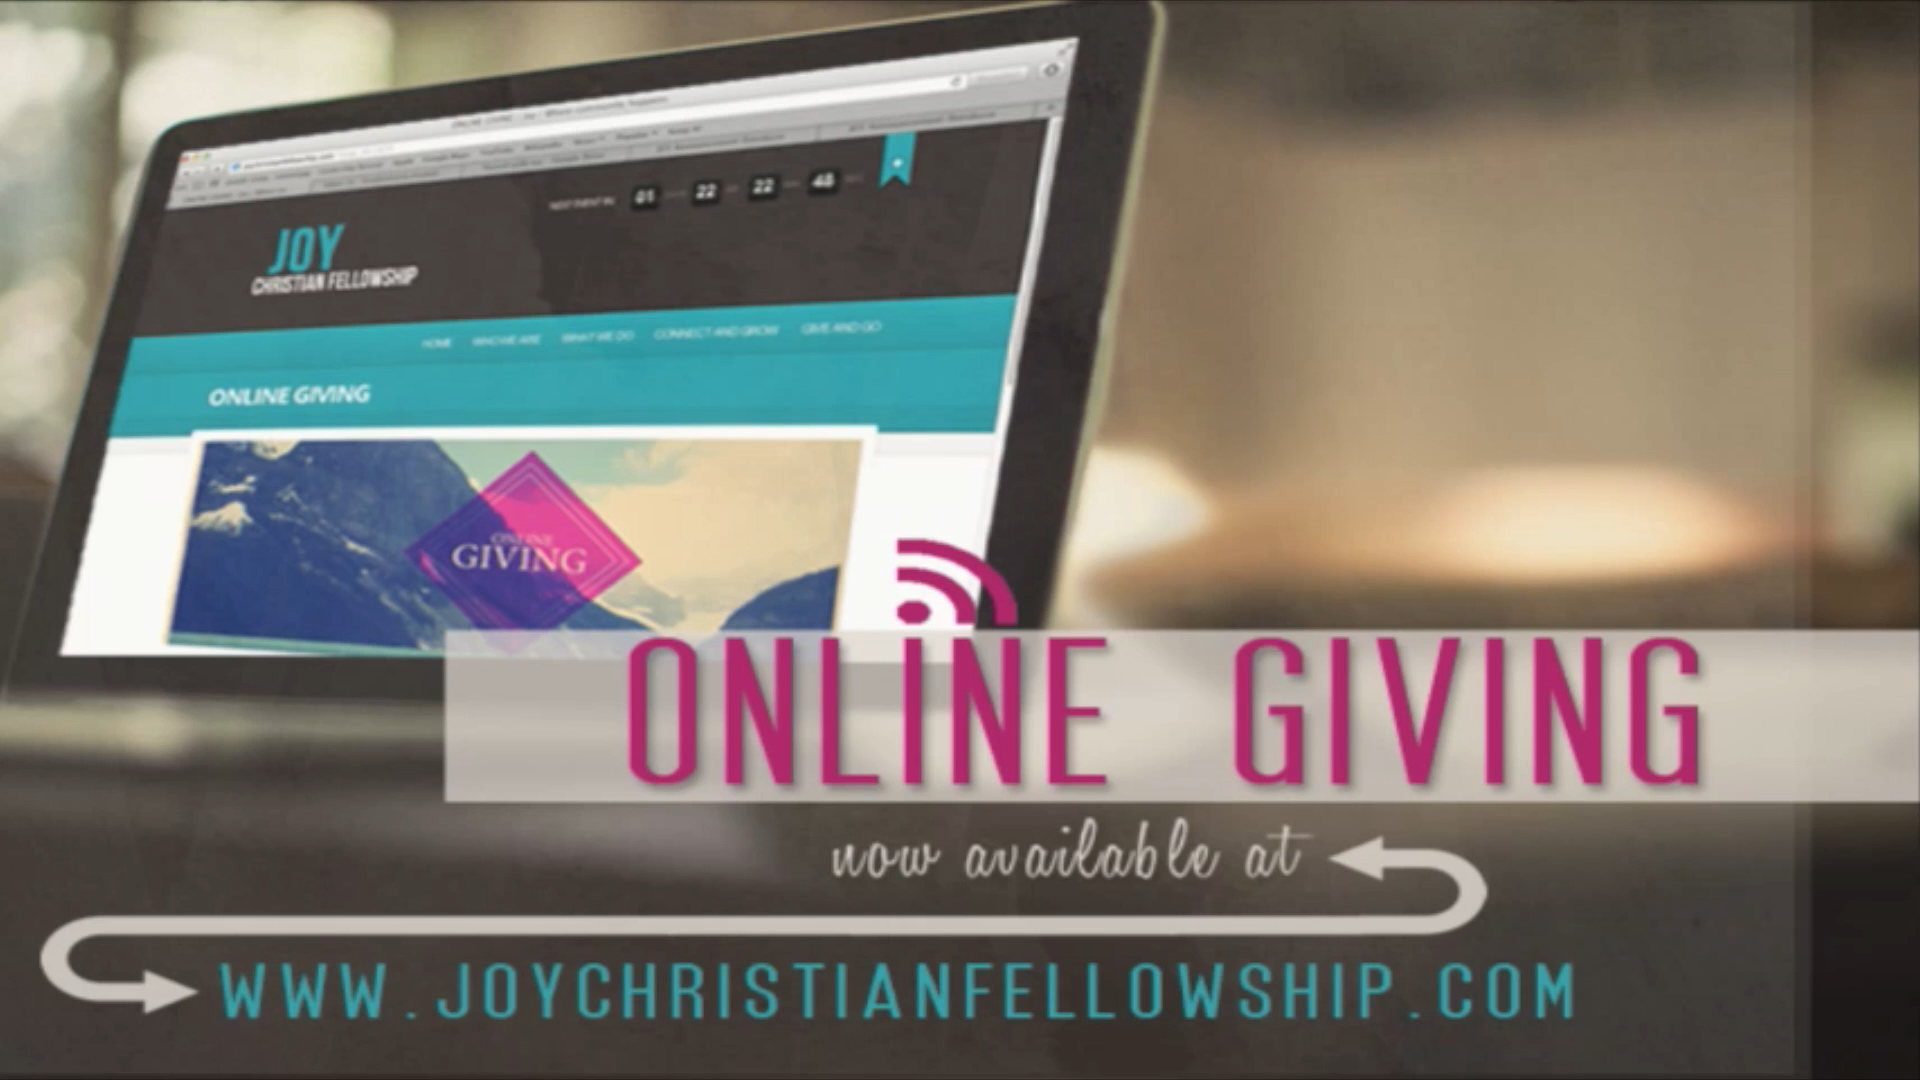 NEXT EVENT IN: 01 22 22 48
JOY
CHRISTIAN FELLOWSHIP
HOME WHO WE ARE WHAT WE DO CONNECT AND GROW GIVE AND GO
ONLINE GIVING
ONLINE
GIVING
ONLINE GIVING
now available at
WWW.JOYCHRISTIANFELLOWSHIP.COM